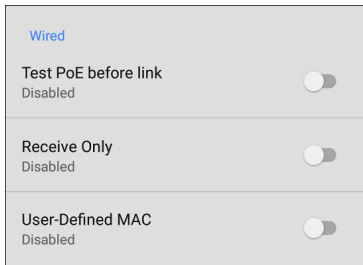 Wired
Test PoE before link
Disabled
Receive Only
Disabled
User-Defined MAC
Disabled